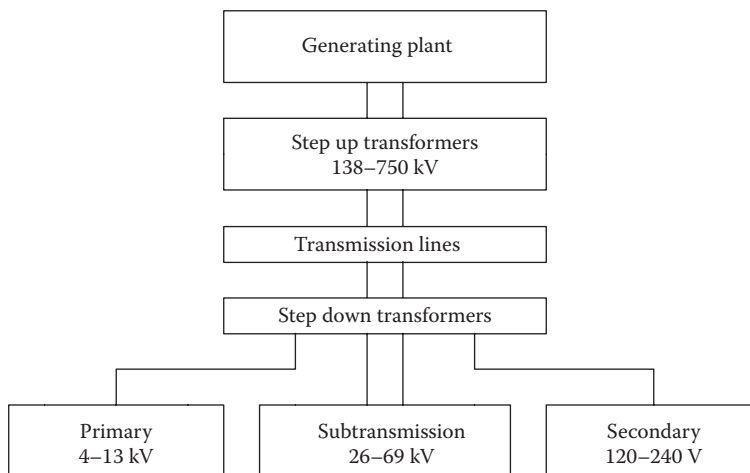 Generating plant
Step up transformers
138–750 kV
Transmission lines
Step down transformers
Primary
4–13 kV
Subtransmission
26–69 kV
Secondary
120–240 V